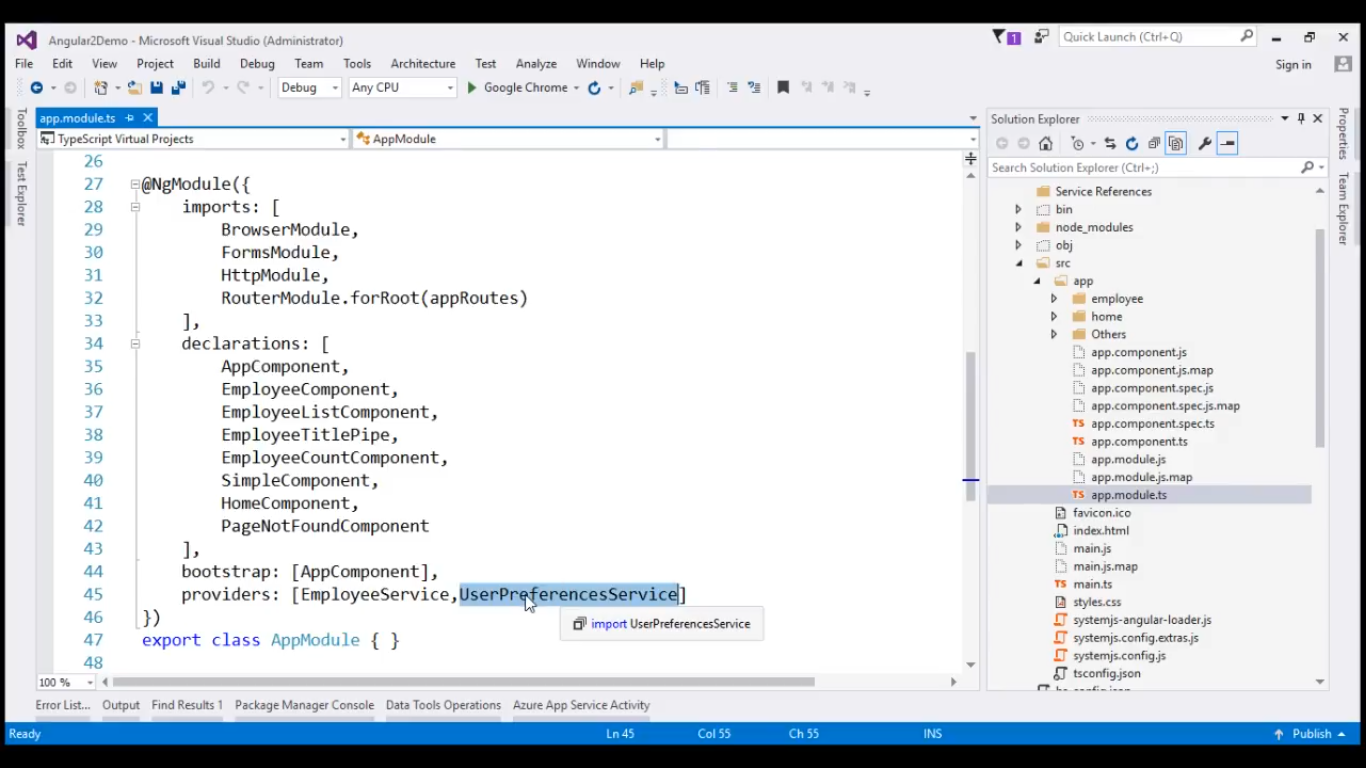 Angular2Demo - Microsoft Visual Studio (Administrator)
1
Quick Launch (Ctrl+Q)
File Edit View Project Build Debug Team Tools Architecture Test Analyze Window Help
Sign in
Debug Any CPU Google Chrome
Toolbox
Test Explorer
app.module.ts
TypeScript Virtual Projects AppModule
26
27 @NgModule({
28 imports: [
29 BrowserModule,
30 FormsModule,
31 HttpModule,
32 RouterModule.forRoot(appRoutes)
33 ],
34 declarations: [
35 AppComponent,
36 EmployeeComponent,
37 EmployeeListComponent,
38 EmployeeTitlePipe,
39 EmployeeCountComponent,
40 SimpleComponent,
41 HomeComponent,
42 PageNotFoundComponent
43 ],
44 bootstrap: [AppComponent],
45 providers: [EmployeeService,UserPreferencesService]
46 })
import UserPreferencesService
47 export class AppModule { }
48
100 %
Solution Explorer
Search Solution Explorer (Ctrl+;)
Service References
bin
node_modules
obj
src
app
employee
home
Others
app.component.js
app.component.js.map
app.component.spec.js
app.component.spec.js.map
app.component.spec.ts
app.component.ts
app.module.js
app.module.js.map
app.module.ts
favicon.ico
index.html
main.js
main.js.map
main.ts
styles.css
systemjs-angular-loader.js
systemjs.config.extras.js
systemjs.config.js
tsconfig.json
Properties
Team Explorer
Error List... Output Find Results 1 Package Manager Console Data Tools Operations Azure App Service Activity
Ready Ln 45 Col 55 Ch 55 INS Publish